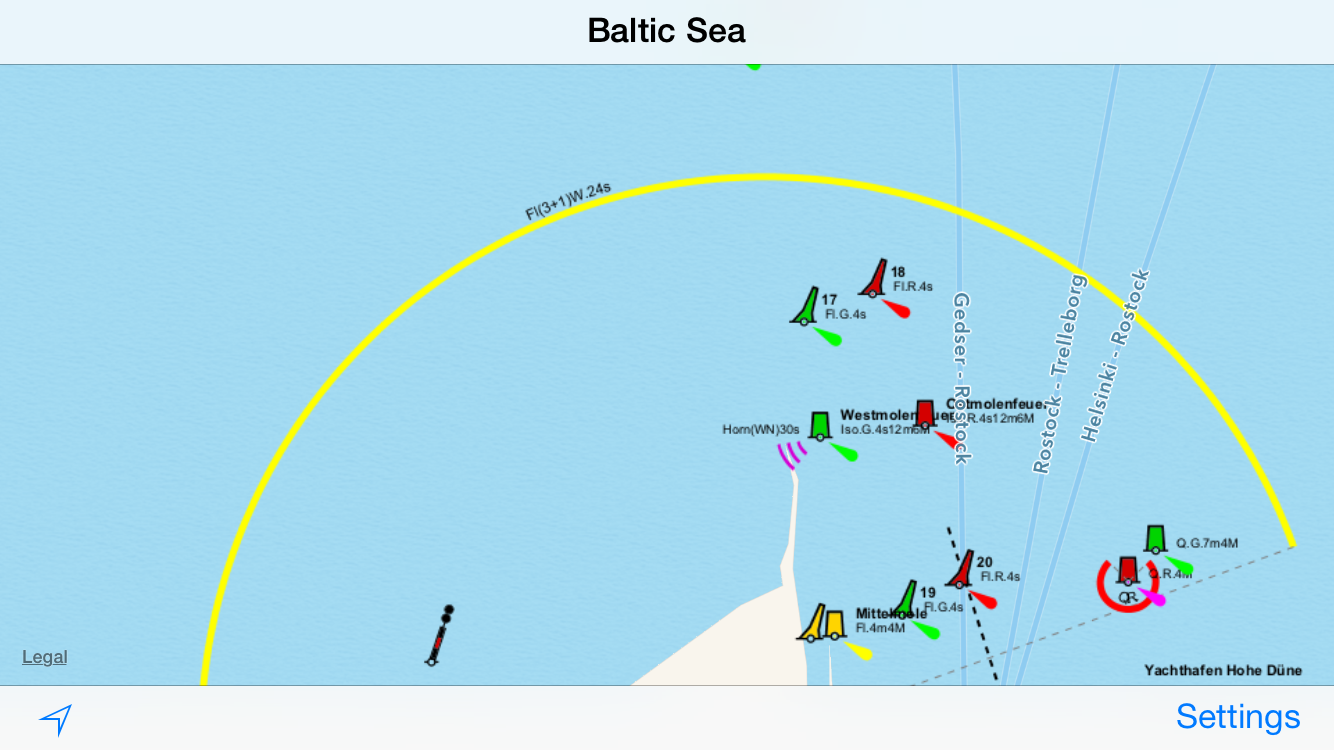 Baltic Sea
Fl(3+1)W.24s
18
Fl.R.4s
17
Fl.G.4s
Gedser - Rostock
Rostock - Trelleborg
Helsinki - Rostock
Westmolenfeuer
Iso.G.4s12m6M
Ostmolenfeuer
Iso.R.4s12m6M
Horn(WN)30s
Q.G.7m4M
Q.R.4M
QR.
20
Fl.R.4s
19
Fl.G.4s
Mittelmole
Fl.4m4M
Legal
Yachthafen Hohe Düne
Settings